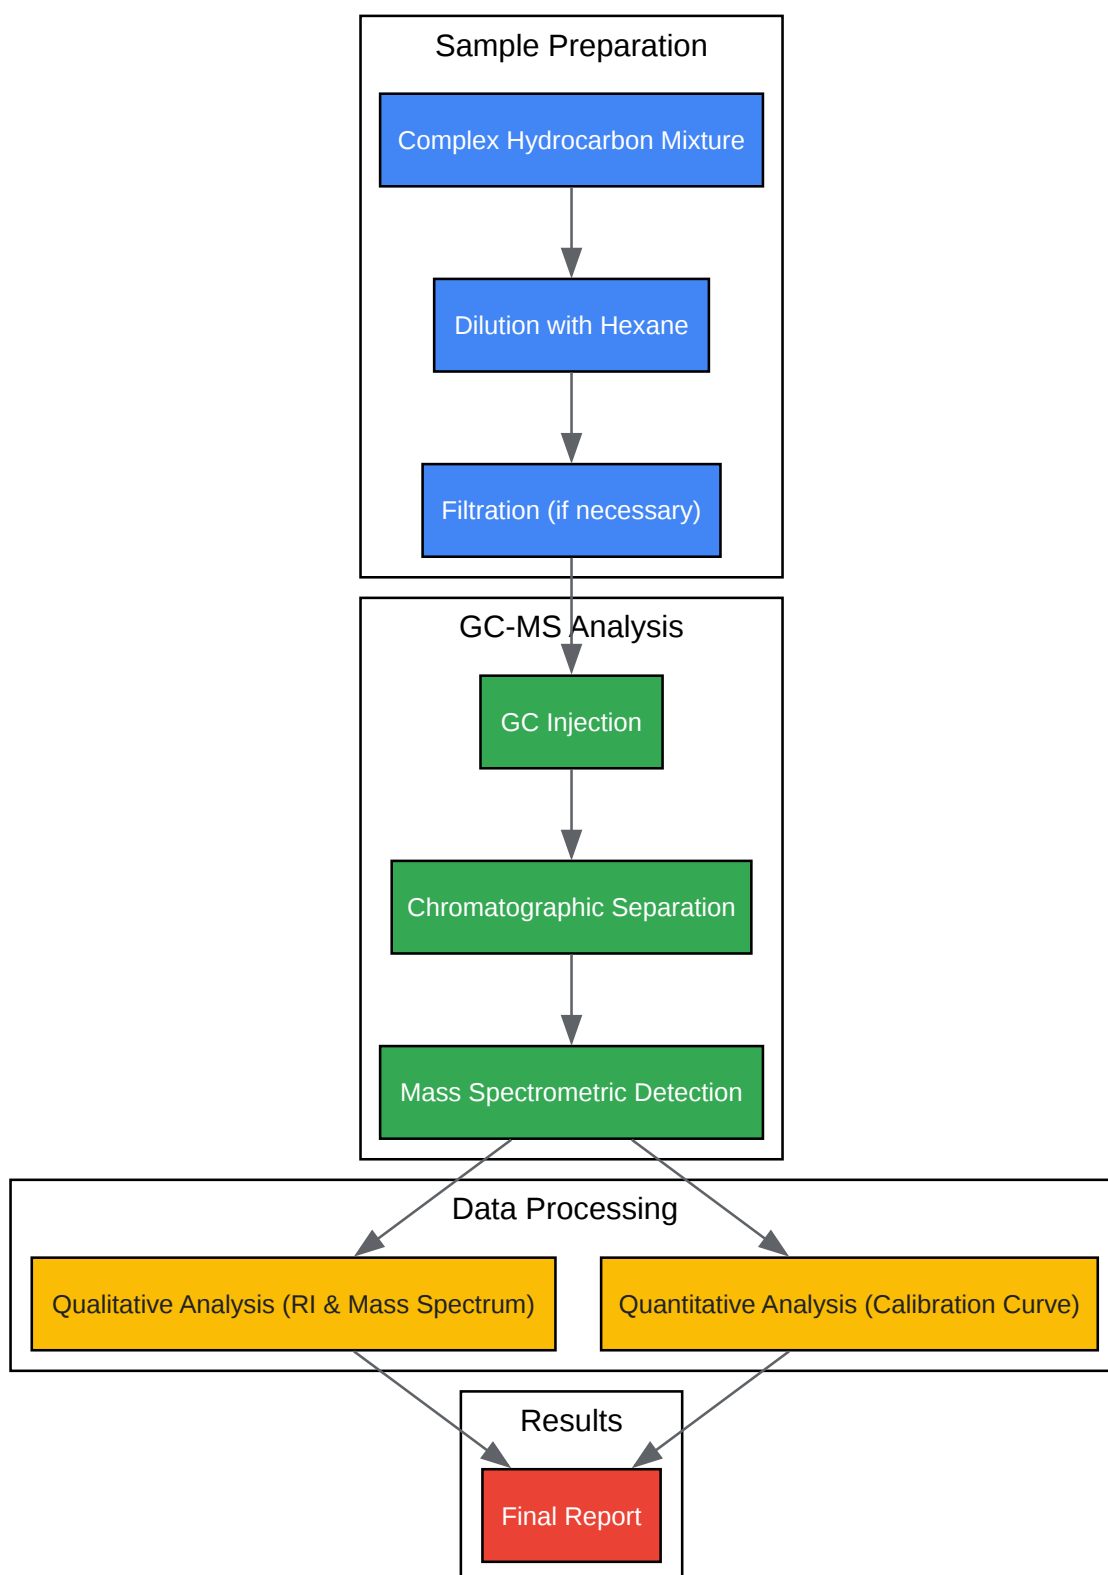 Sample Preparation
Complex Hydrocarbon Mixture
Dilution with Hexane
Filtration (if necessary)
GC-MS Analysis
GC Injection
Chromatographic Separation
Mass Spectrometric Detection
Data Processing
Qualitative Analysis (RI & Mass Spectrum)
Quantitative Analysis (Calibration Curve)
Results
Final Report